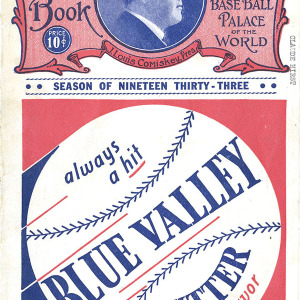 Book
PRICE
10¢
BASE BALL
PALACE
OF THE
WORLD
J. Louis Comiskey Pres.
SEASON OF NINETEEN THIRTY-THREE
always
a hit
BLUE VALLEY